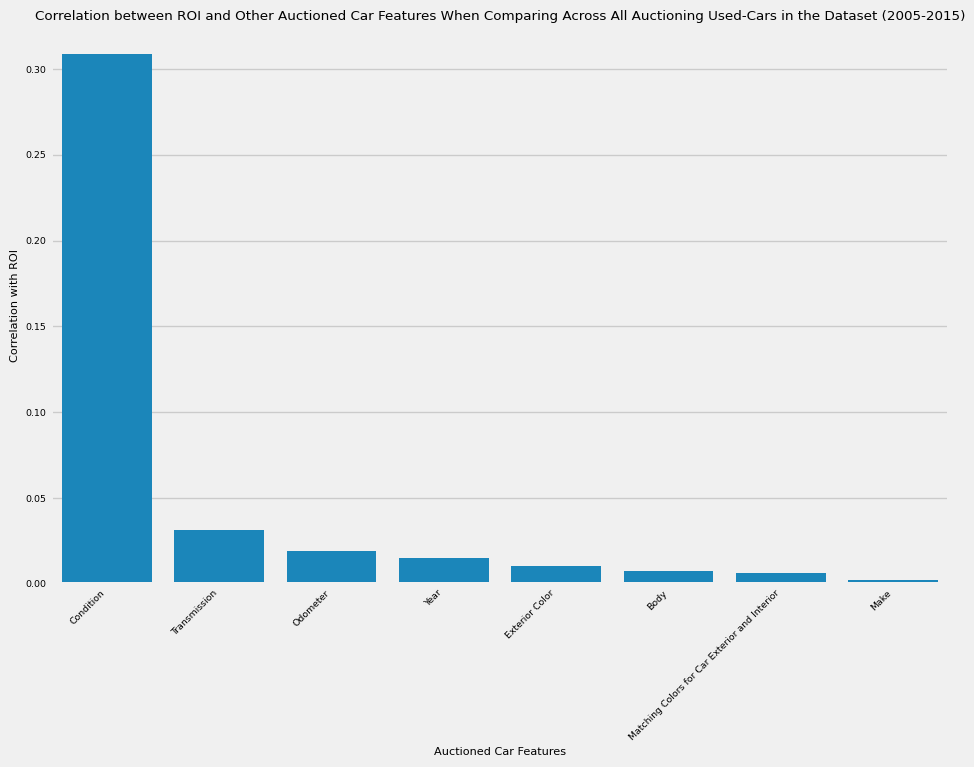 Correlation between ROI and Other Auctioned Car Features When Comparing Across All Auctioning Used-Cars in the Dataset (2005-2015)
Correlation with ROI
0.30
0.25
0.20
0.15
0.10
0.05
0.00
Condition
Transmission
Odometer
Year
Exterior Color
Body
Matching Colors for Car Exterior and Interior
Make
Auctioned Car Features